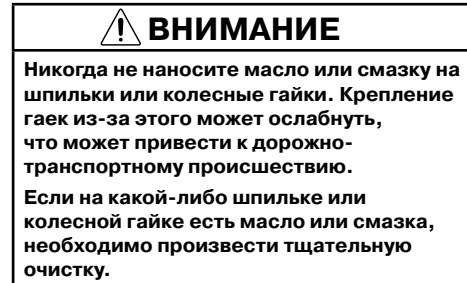 ВНИМАНИЕ
Никогда не наносите масло или смазку на
шпильки или колесные гайки. Крепление
гаек из-за этого может ослабнуть,
что может привести к дорожно-
транспортному происшествию.
Если на какой-либо шпильке или
колесной гайке есть масло или смазка,
необходимо произвести тщательную
очистку.